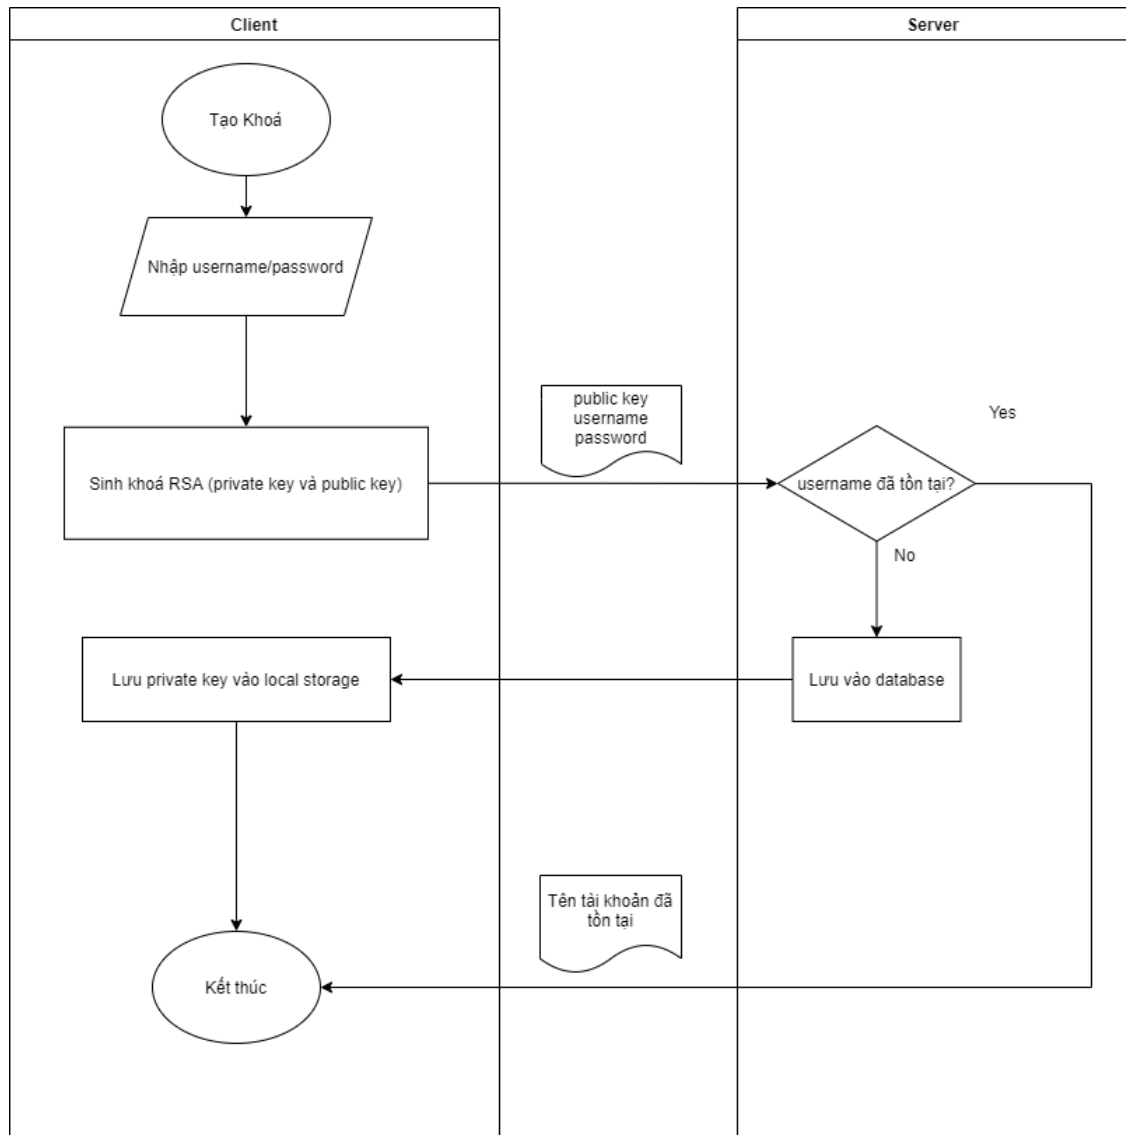 Client
Server
Tạo Khoá
Nhập username/password
public key
username
password
Yes
Sinh khoá RSA (private key và public key)
username đã tồn tại?
No
Lưu private key vào local storage
Lưu vào database
Tên tài khoản đã
tồn tại
Kết thúc